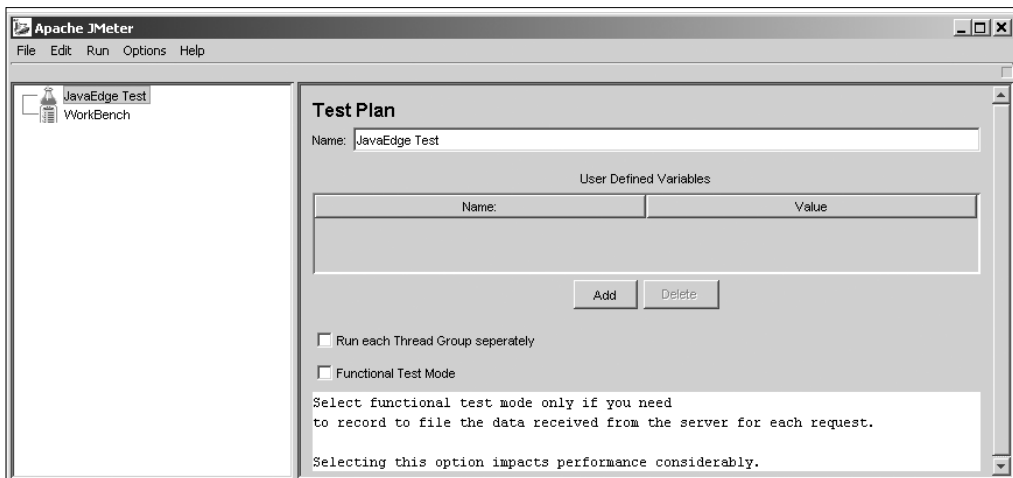 Apache JMeter
File Edit Run Options Help
JavaEdge Test
WorkBench
Test Plan
Name: JavaEdge Test
User Defined Variables
Name: Value
Add Delete
Run each Thread Group seperately
Functional Test Mode
Select functional test mode only if you need
to record to file the data received from the server for each request.
Selecting this option impacts performance considerably.